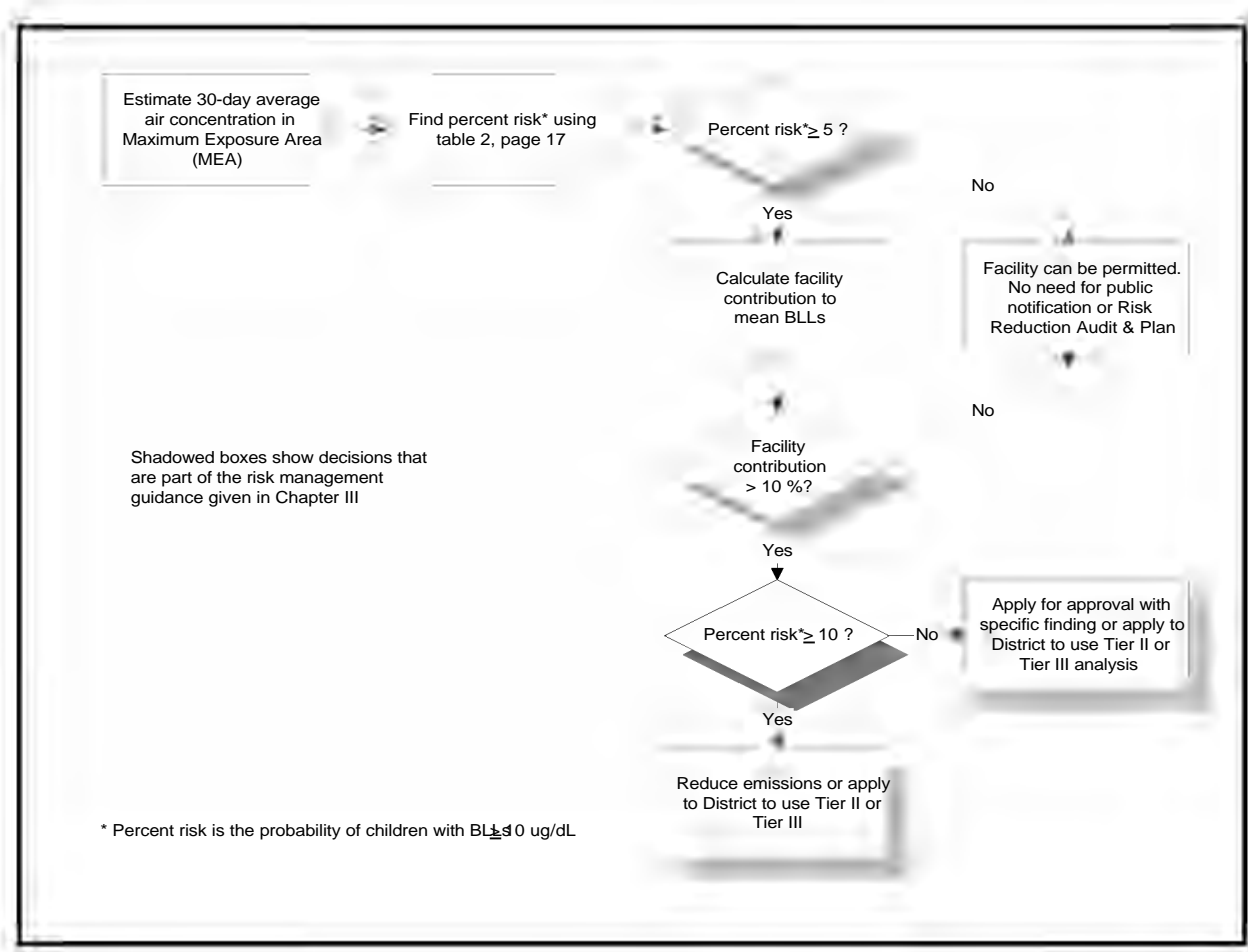 Estimate 30-day average
air concentration in
Maximum Exposure Area
(MEA)
Find percent risk* using
table 2, page 17
Percent risk*≥ 5 ?
No
Yes
Calculate facility
contribution to
mean BLLs
Facility can be permitted.
No need for public
notification or Risk
Reduction Audit & Plan
No
Facility
contribution
> 10 %?
Shadowed boxes show decisions that
are part of the risk management
guidance given in Chapter III
Yes
Percent risk*≥ 10 ?
No
Apply for approval with
specific finding or apply to
District to use Tier II or
Tier III analysis
Yes
Reduce emissions or apply
to District to use Tier II or
Tier III
* Percent risk is the probability of children with BLLs ≥ 10 ug/dL